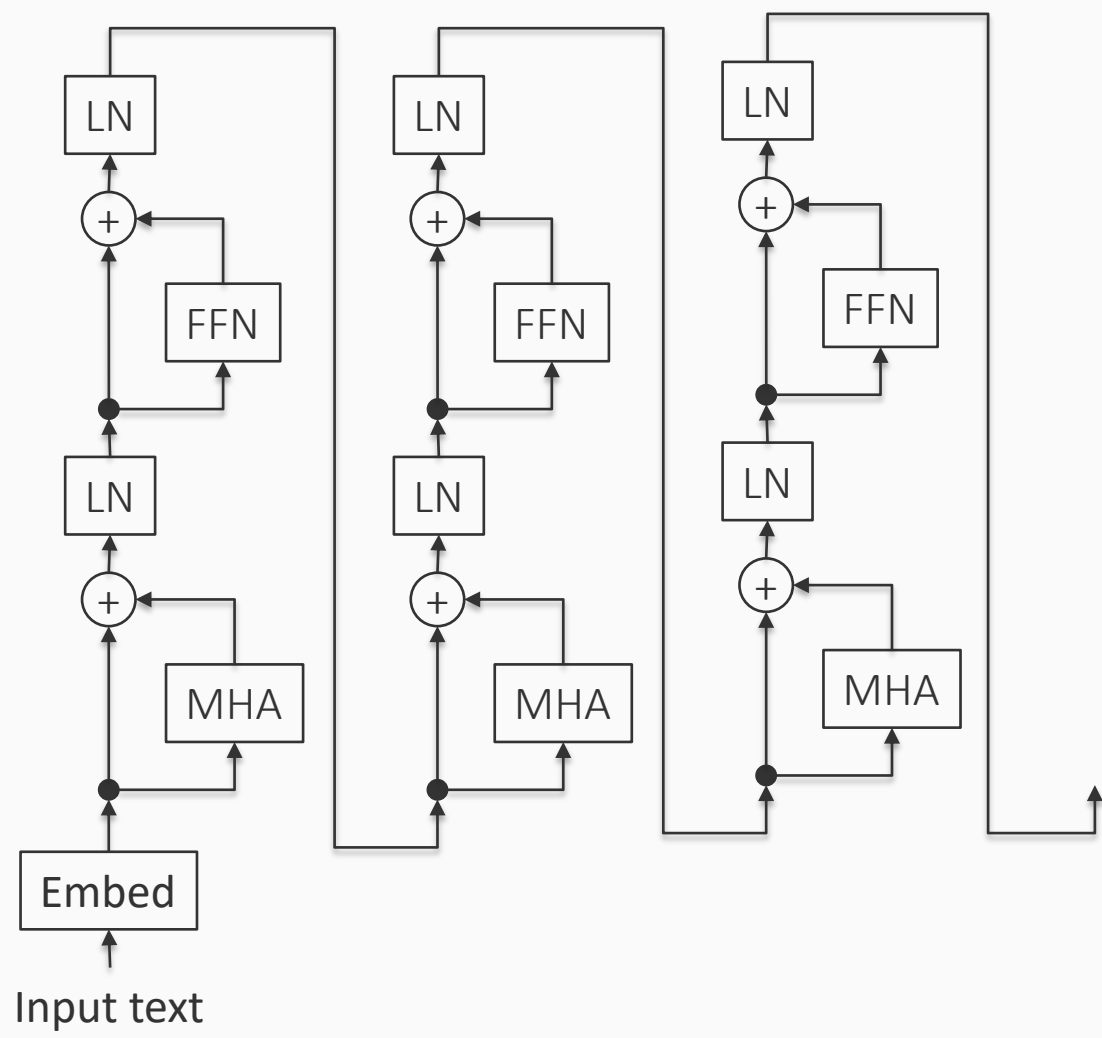 LN
+
FFN
LN
+
MHA
Embed
Input text
LN
+
FFN
LN
+
MHA
LN
+
FFN
LN
+
MHA